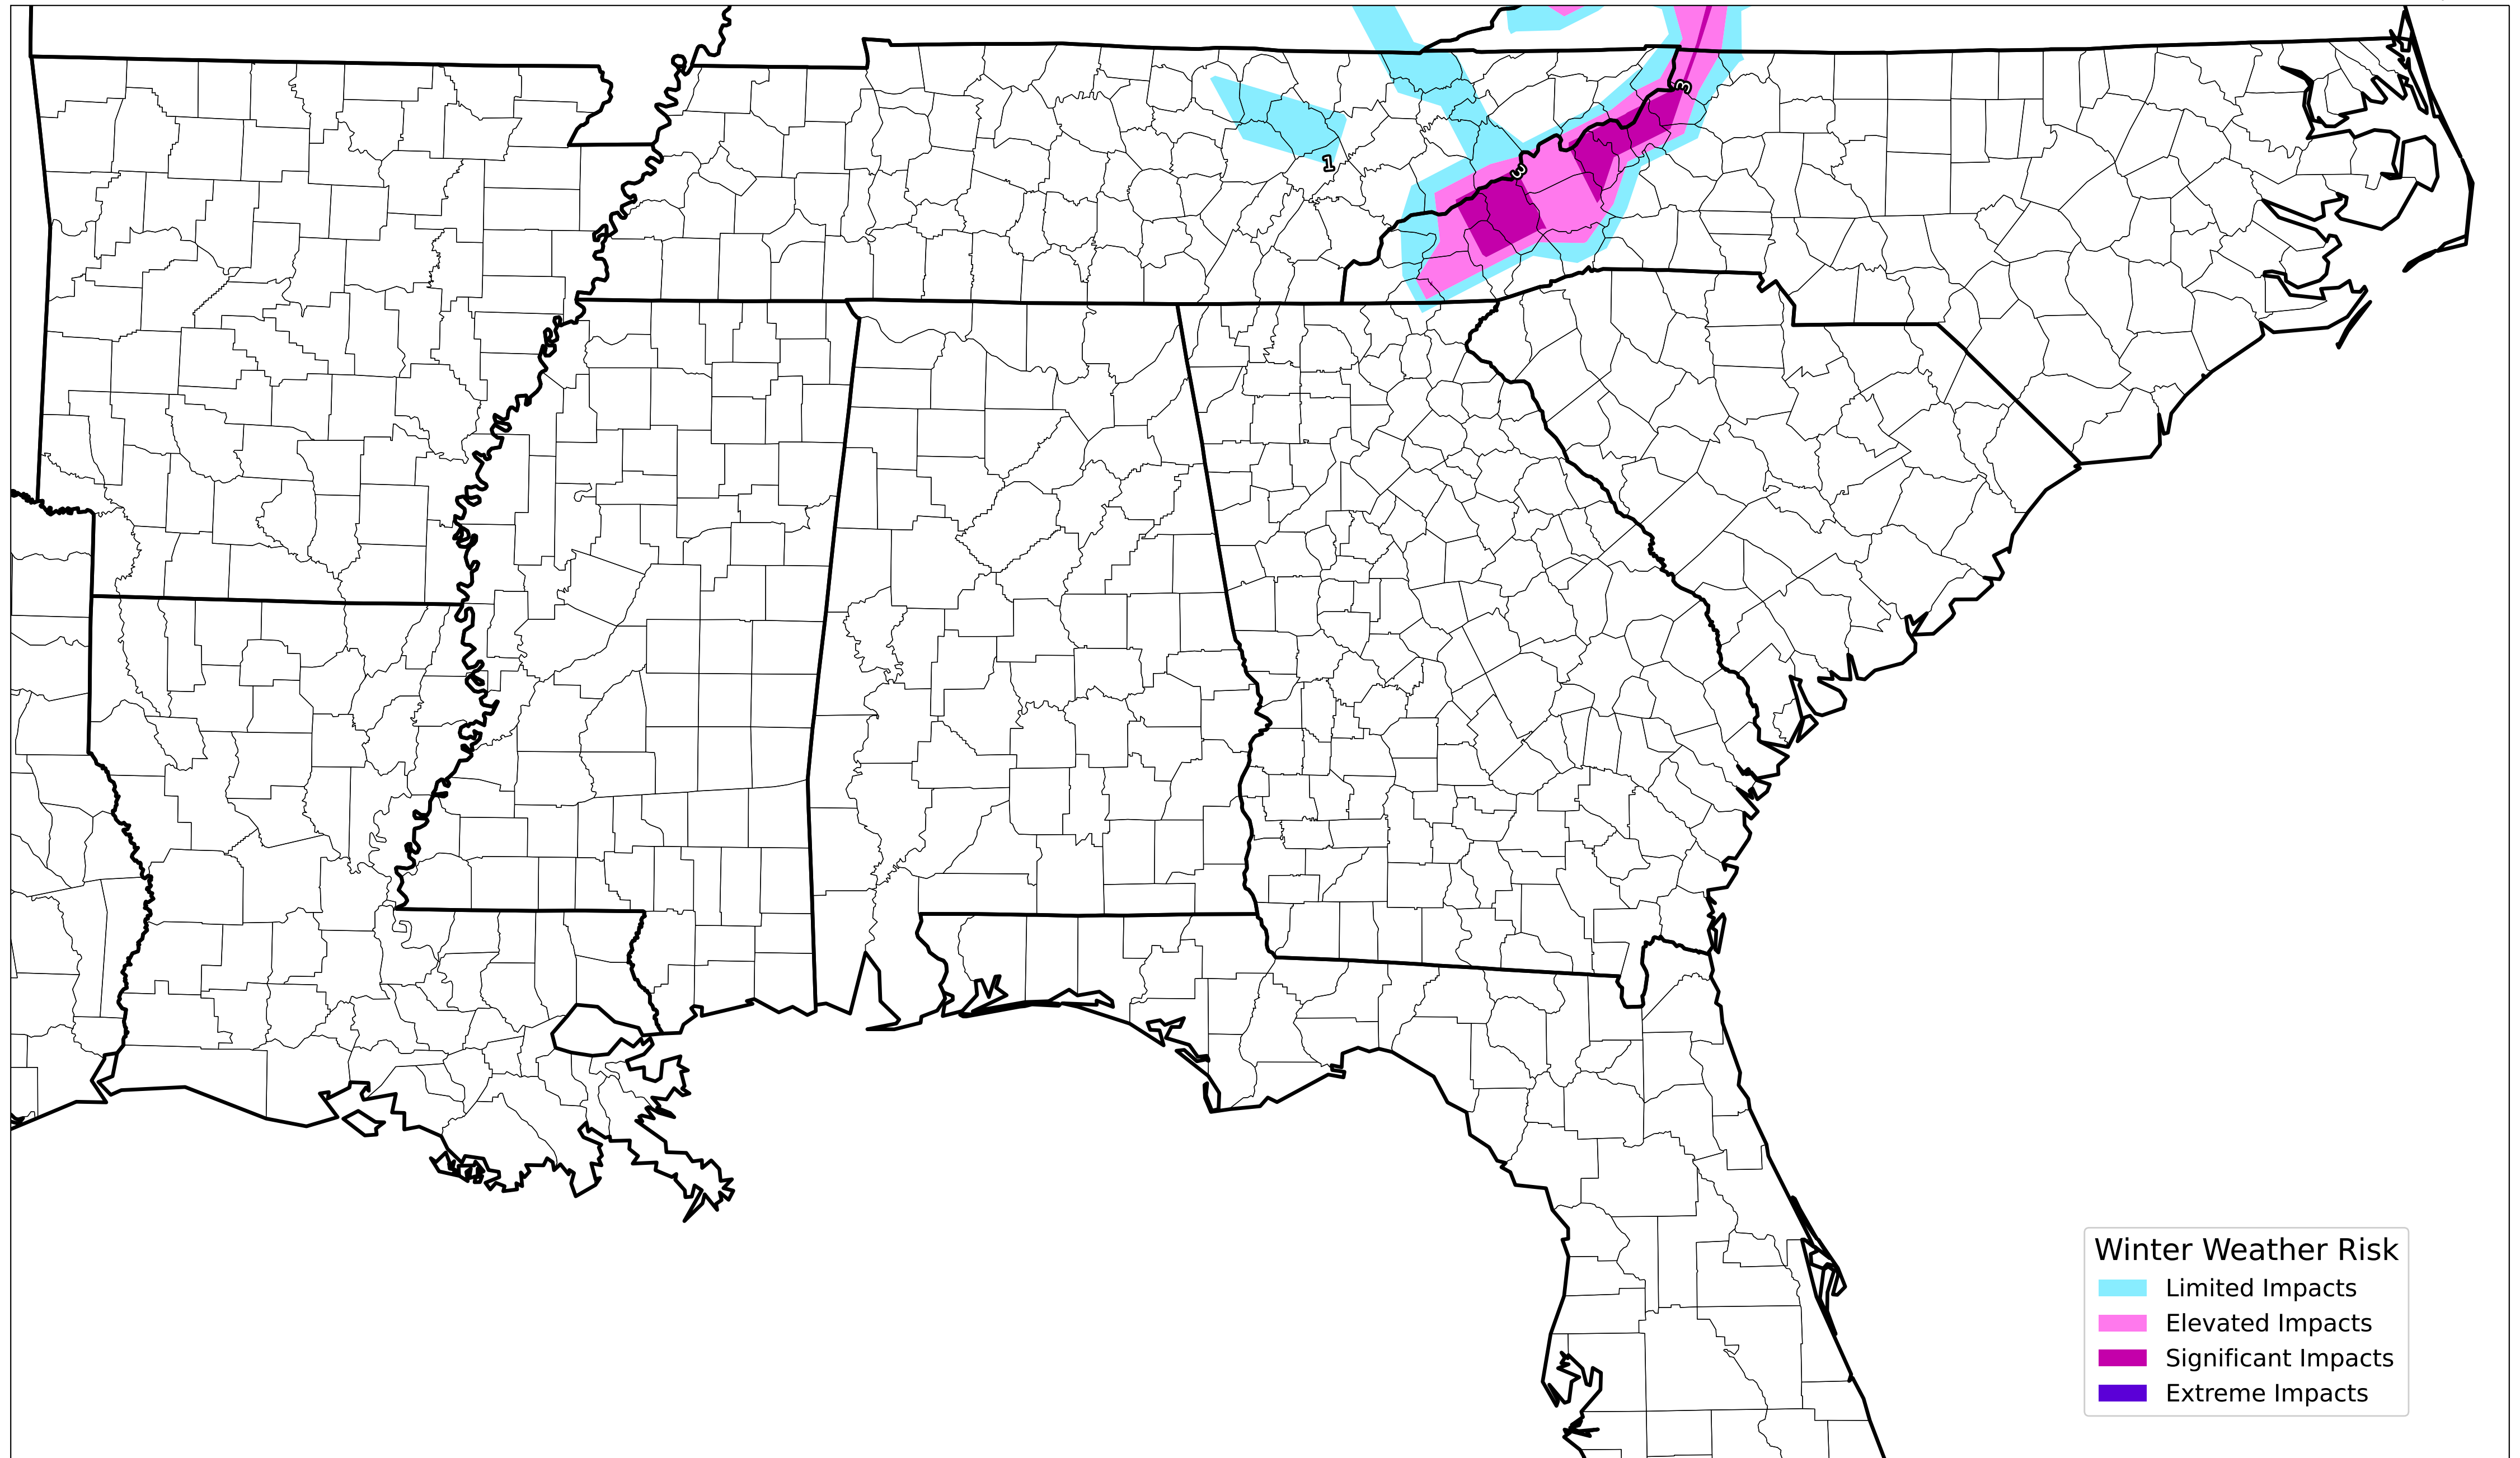 3
1
3
Winter Weather Risk
Limited Impacts
Elevated Impacts
Significant Impacts
Extreme Impacts